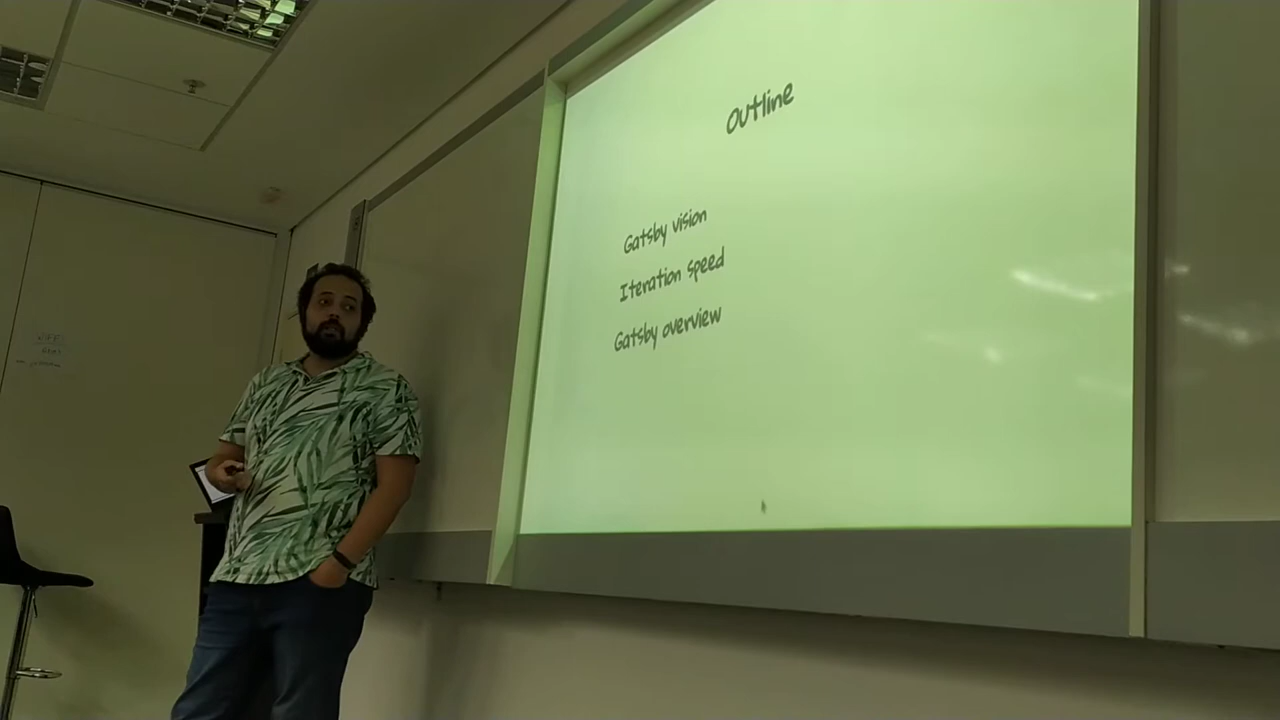 Outline
Gatsby vision
Iteration speed
Gatsby overview